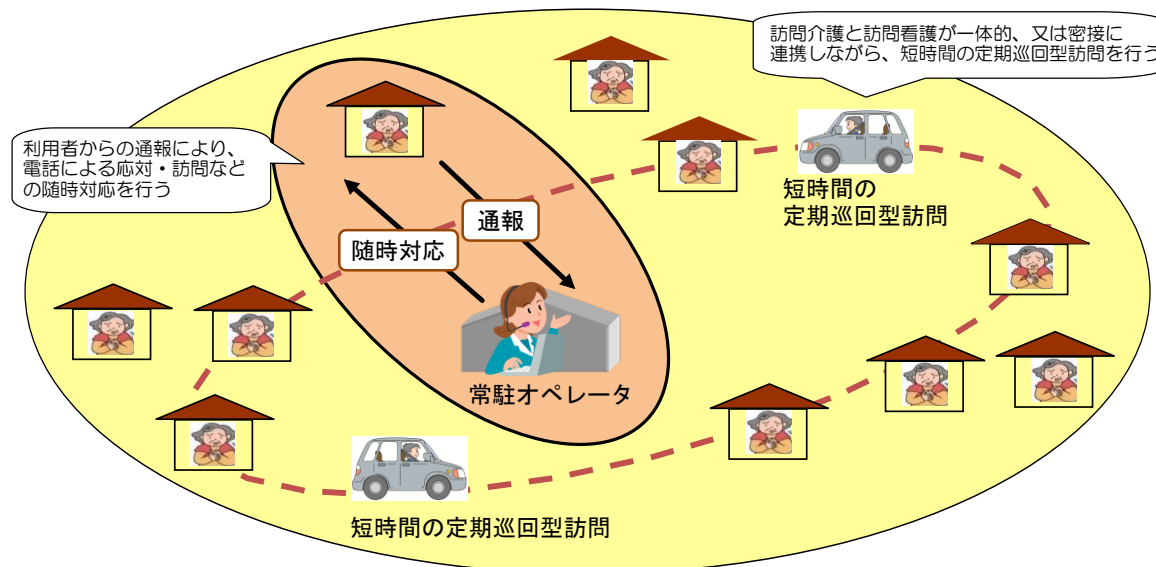 訪問介護と訪問看護が一体的、又は密接に
連携しながら、短時間の定期巡回型訪問を行う
利用者からの通報により、
電話による応対・訪問など
の随時対応を行う
短時間の
定期巡回型訪問
通報
随時対応
常駐オペレータ
短時間の定期巡回型訪問